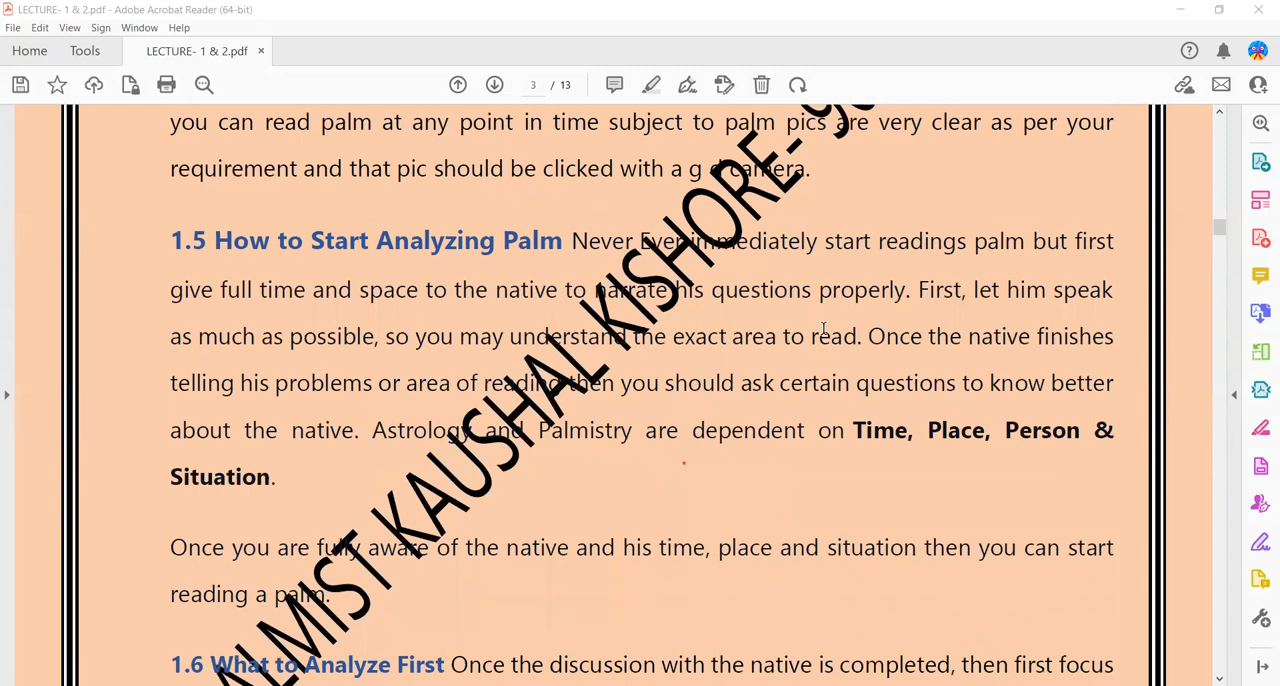 LECTURE- 1 & 2.pdf - Adobe Acrobat Reader (64-bit)
File Edit View Sign Window Help
Home Tools LECTURE- 1 & 2.pdf ×
3 / 13
you can read palm at any point in time subject to palm pics are very clear as per your
requirement and that pic should be clicked with a g d camera.
1.5 How to Start Analyzing Palm Never Ever immediately start readings palm but first
give full time and space to the native to narrate his questions properly. First, let him speak
as much as possible, so you may understand the exact area to read. Once the native finishes
telling his problems or area of reading then you should ask certain questions to know better
about the native. Astrology and Palmistry are dependent on Time, Place, Person &
Situation.
Once you are fully aware of the native and his time, place and situation then you can start
reading a palm.
1.6 What to Analyze First Once the discussion with the native is completed, then first focus
ALMIST KAUSHAL KISHORE-